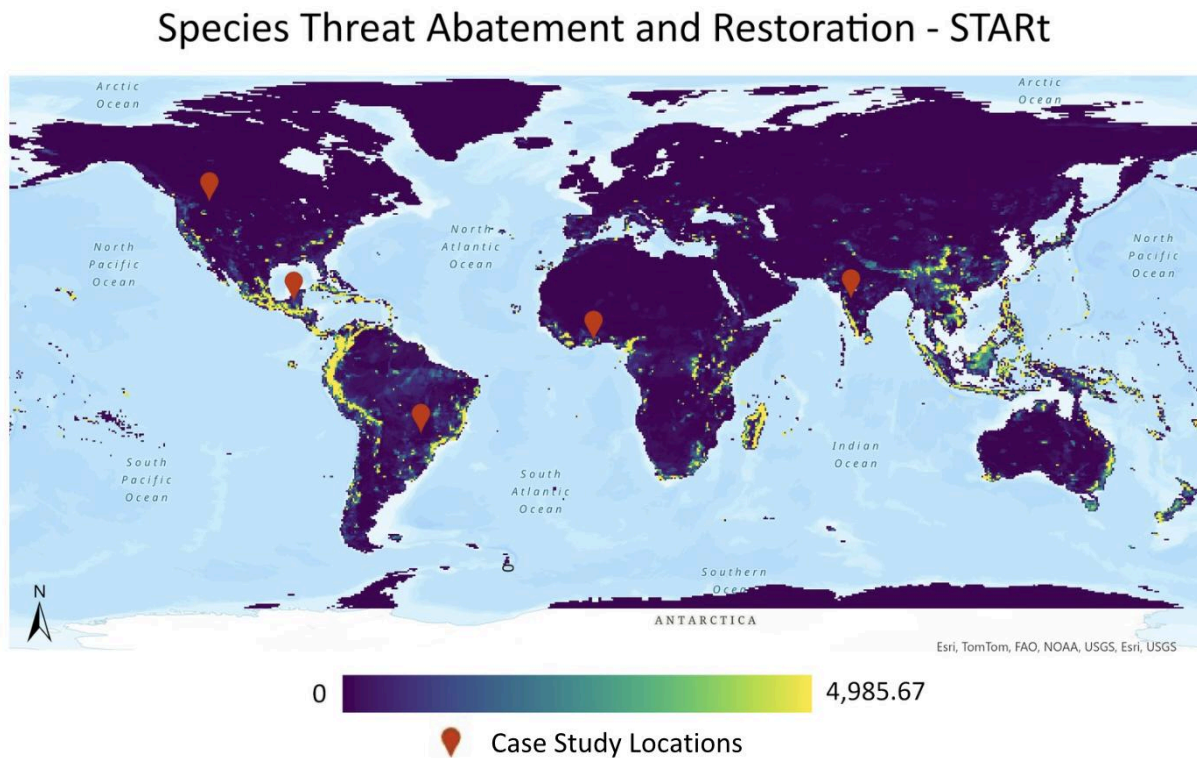 Species Threat Abatement and Restoration - STARt
Arctic
Ocean
Arctic
Ocean
North
Pacific
Ocean
North
Atlantic
Ocean
North
Pacific
Ocean
South
Pacific
Ocean
South
Atlantic
Ocean
Indian
Ocean
Southern
Ocean
N
ANTARCTICA
Esri, TomTom, FAO, NOAA, USGS, Esri, USGS
0
4,985.67
Case Study Locations